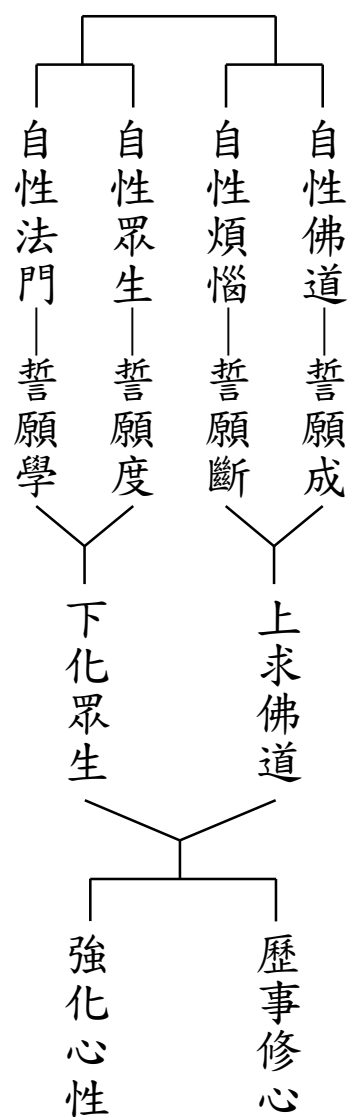 自性佛道—誓願成
自性煩惱—誓願斷
自性眾生—誓願度
自性法門—誓願學
上求佛道
下化眾生
歷事修心
強化心性